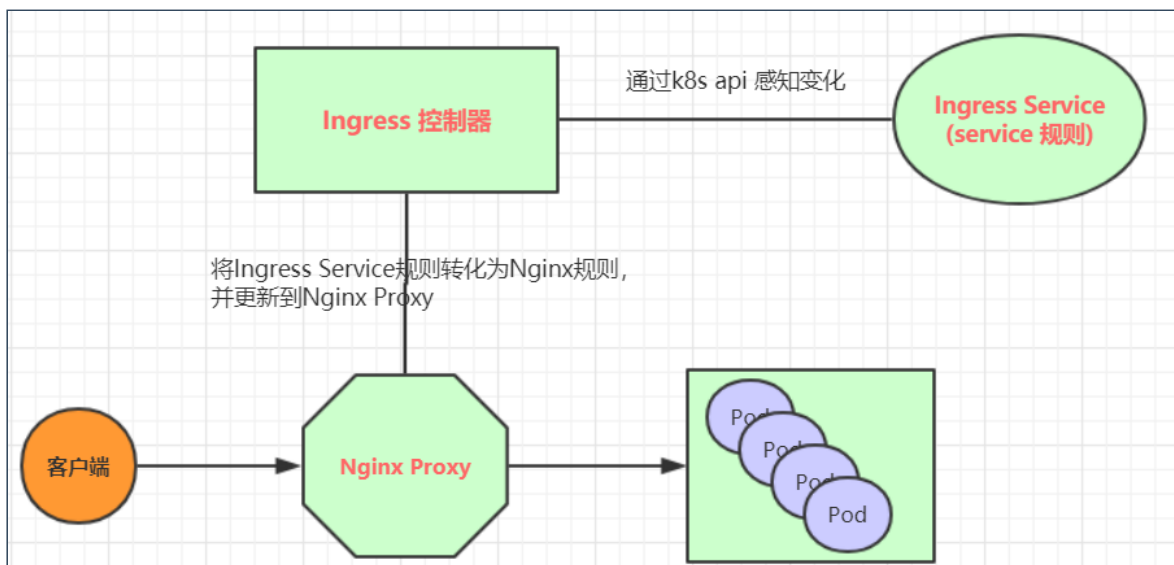 通过k8s api 感知变化
Ingress 控制器
Ingress Service
(service 规则)
将Ingress Service规则转化为Nginx规则，
并更新到Nginx Proxy
客户端
Nginx Proxy
Pod
Pod
Pod
Pod